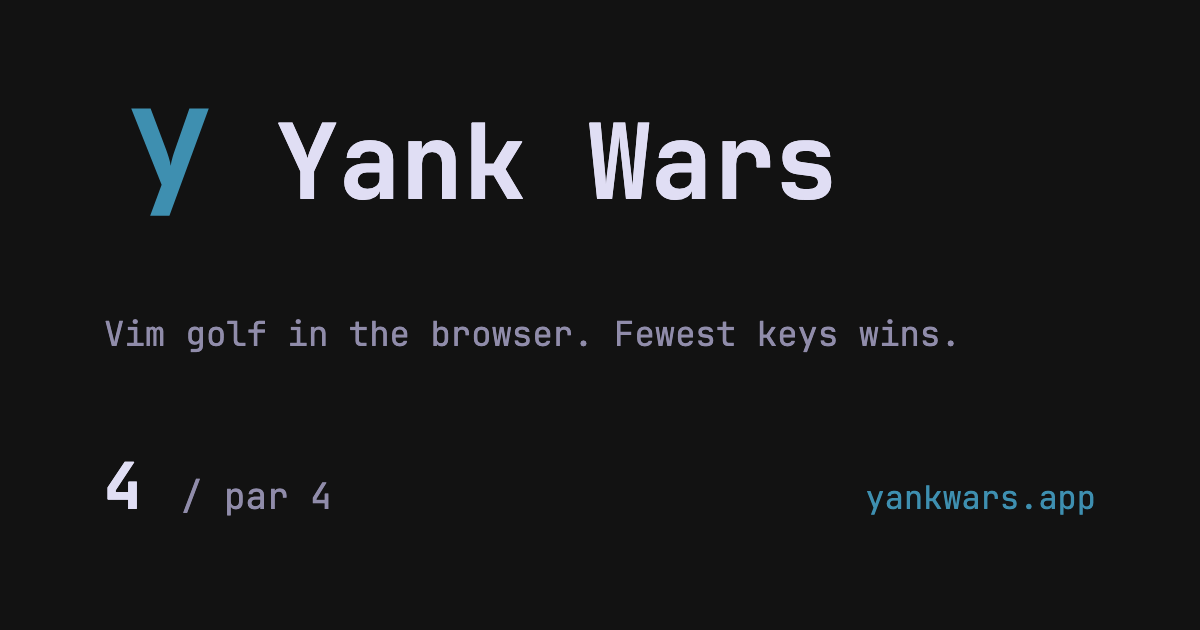 y Yank Wars
Vim golf in the browser. Fewest keys wins.
4 / par 4
yankwars.app